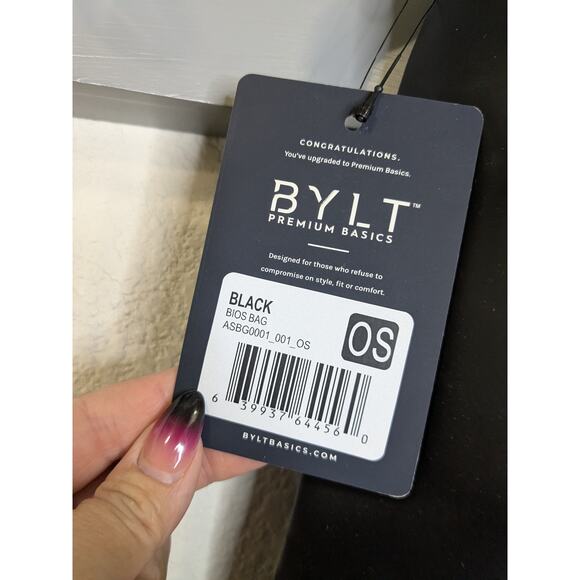 CONGRATULATIONS.
You've upgraded to Premium Basics.
BYLT™
PREMIUM BASICS
Designed for those who refuse to
compromise on style, fit or comfort.
BLACK
BIOS BAG
ASBG0001_001_OS
OS
6 39937 64456 0
BYLTBASICS.COM